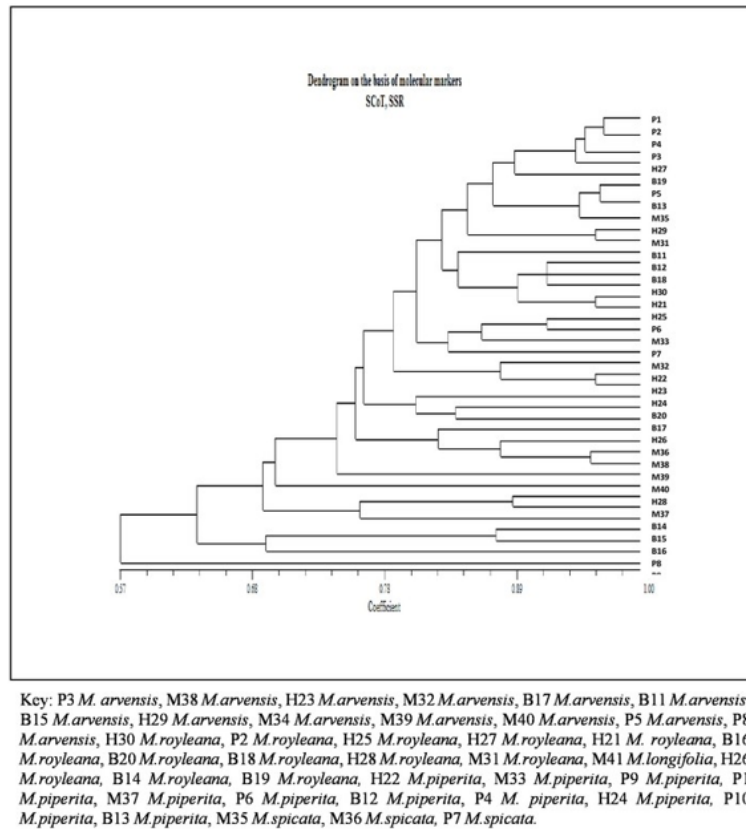 Dendrogram on the basis of molecular markers
SCoT, SSR
P1
P2
P4
P3
H27
B19
P5
B13
M35
H29
M31
B11
B12
B18
H30
H21
H25
P6
M33
P7
M32
H22
H23
H24
B20
B17
H26
M36
M38
M39
M40
H28
M37
B14
B15
B16
P8
0.57 0.68 0.78 0.89 1.00
Coefficient
Key: P3 M. arvensis, M38 M.arvensis, H23 M.arvensis, M32 M.arvensis, B17 M.arvensis, B11 M.arvensis
B15 M.arvensis, H29 M.arvensis, M34 M.arvensis, M39 M.arvensis, M40 M.arvensis, P5 M.arvensis, P8
M.arvensis, H30 M.royleana, P2 M.royleana, H25 M.royleana, H27 M.royleana, H21 M. royleana, B16
M.royleana, B20 M.royleana, B18 M.royleana, H28 M.royleana, M31 M.royleana, M41 M.longifolia, H26
M.royleana, B14 M.royleana, B19 M.royleana, H22 M.piperita, M33 M.piperita, P9 M.piperita, P1
M.piperita, M37 M.piperita, P6 M.piperita, B12 M.piperita, P4 M. piperita, H24 M.piperita, P10
M.piperita, B13 M.piperita, M35 M.spicata, M36 M.spicata, P7 M.spicata.